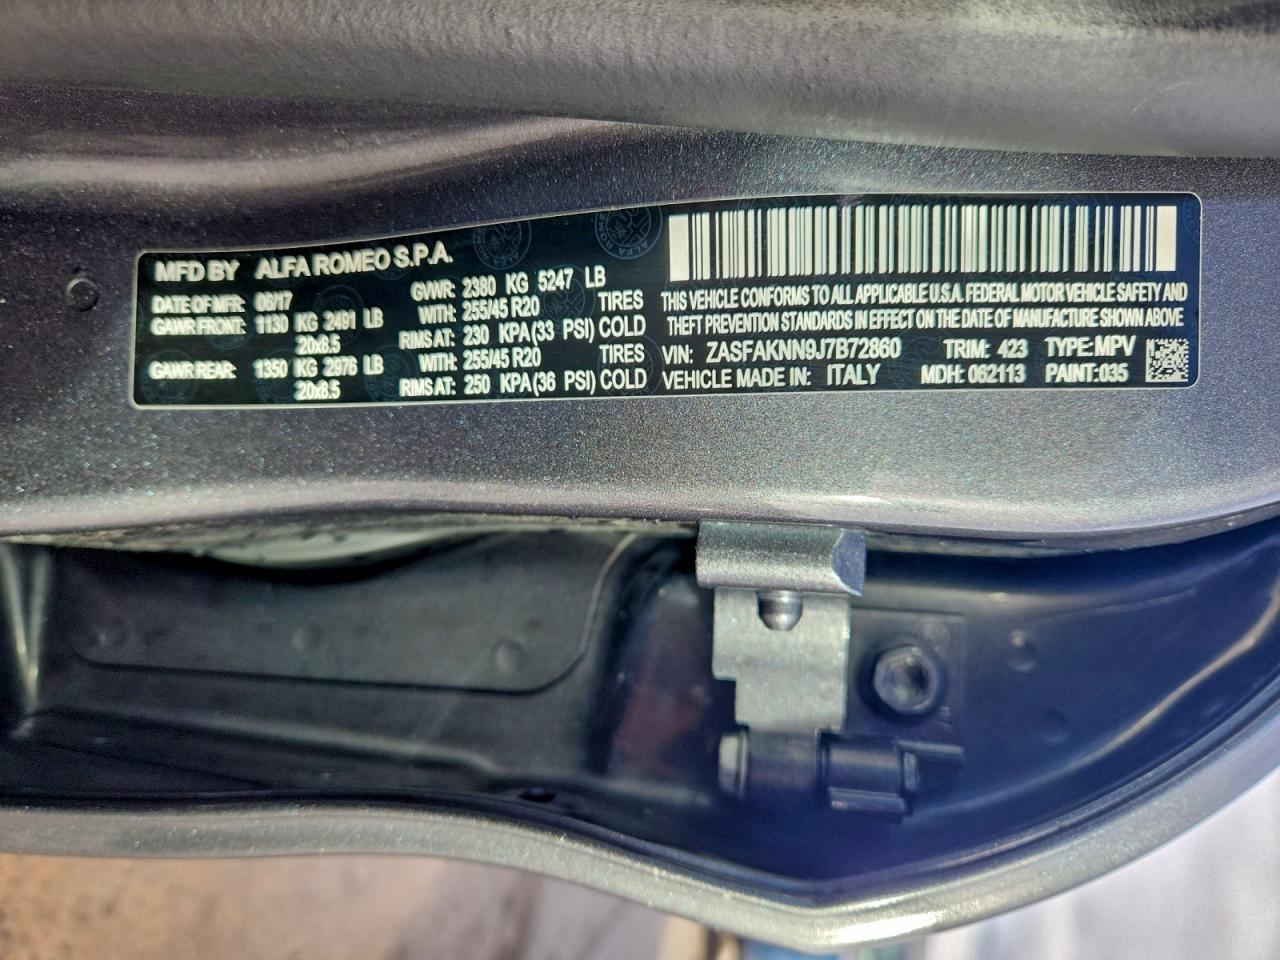 MFD BY ALFA ROMEO S.P.A.
DATE OF MFR: 06/17 GVWR: 2380 KG 5247 LB
GAWR FRONT: 1130 KG 2491 LB WITH: 255/45 R20 TIRES
20x8.5 RIMS AT: 230 KPA(33 PSI) COLD
GAWR REAR: 1350 KG 2976 LB WITH: 255/45 R20 TIRES
20x8.5 RIMS AT: 250 KPA(36 PSI) COLD
THIS VEHICLE CONFORMS TO ALL APPLICABLE U.S.A. FEDERAL MOTOR VEHICLE SAFETY AND
THEFT PREVENTION STANDARDS IN EFFECT ON THE DATE OF MANUFACTURE SHOWN ABOVE
VIN: ZASFAKNN9J7B72860 TRIM: 423 TYPE:MPV
VEHICLE MADE IN: ITALY MDH: 062113 PAINT:035